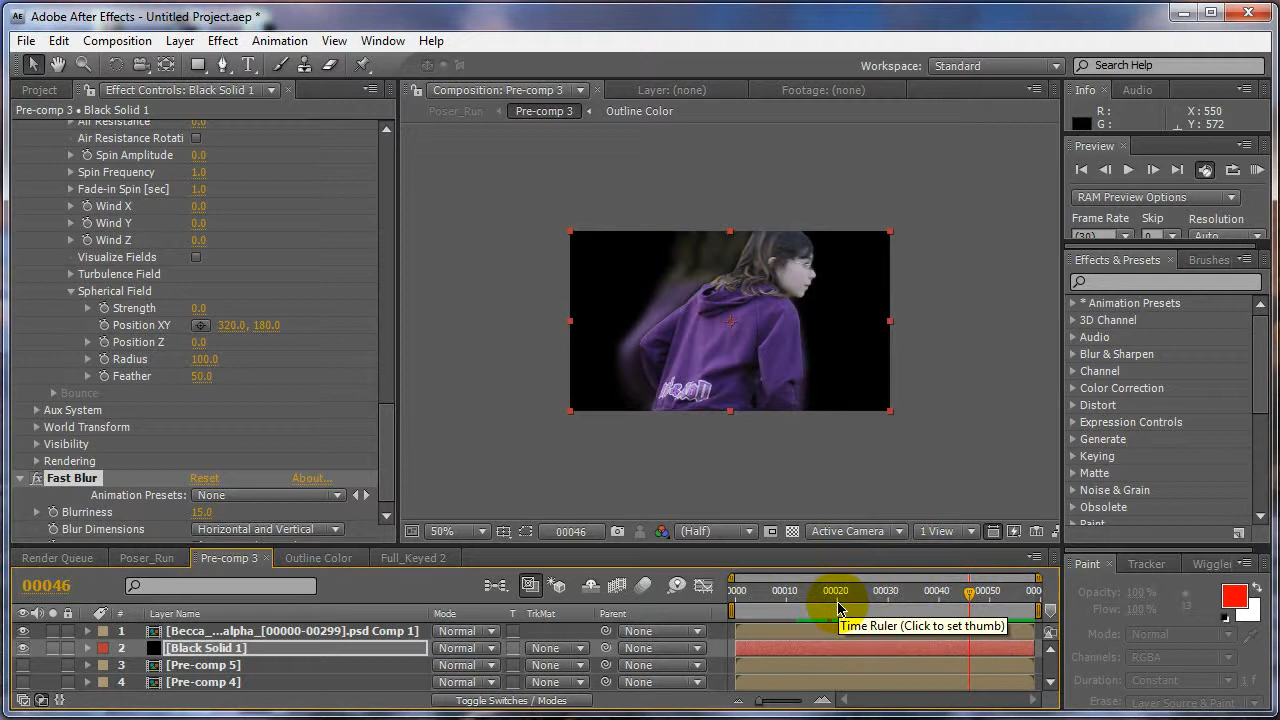 Adobe After Effects - Untitled Project.aep *
File Edit Composition Layer Effect Animation View Window Help
Workspace: Standard Search Help
Project Effect Controls: Black Solid 1
Pre-comp 3 • Black Solid 1
Air Resistance 0.0
Air Resistance Rotati
Spin Amplitude 0.0
Spin Frequency 1.0
Fade-in Spin [sec] 1.0
Wind X 0.0
Wind Y 0.0
Wind Z 0.0
Visualize Fields
Turbulence Field
Spherical Field
Strength 0.0
Position XY 320.0, 180.0
Position Z 0.0
Radius 100.0
Feather 50.0
Bounce
Aux System
World Transform
Visibility
Rendering
fx Fast Blur Reset About...
Animation Presets: None
Blurriness 15.0
Blur Dimensions Horizontal and Vertical
Composition: Pre-comp 3 Layer: (none) Footage: (none)
Poser_Run Pre-comp 3 Outline Color
50% 00046 (Half) Active Camera 1 View
Info Audio
R: X: 550
G: Y: 572
Preview
RAM Preview Options
Frame Rate Skip Resolution
(30) 0 Auto
Effects & Presets Brushes
* Animation Presets
3D Channel
Audio
Blur & Sharpen
Channel
Color Correction
Distort
Expression Controls
Generate
Keying
Matte
Noise & Grain
Obsolete
Paint
Render Queue Poser_Run Pre-comp 3 Outline Color Full_Keyed 2
00046
0000 00010 00020 00030 00040 00050 000
# Layer Name Mode T TrkMat Parent
1 [Becca_...alpha_[00000-00299].psd Comp 1] Normal None
2 [Black Solid 1] Normal None None
3 [Pre-comp 5] Normal None None
4 [Pre-comp 4] Normal None None
Time Ruler (Click to set thumb)
Toggle Switches / Modes
Paint Tracker Wiggler
Opacity: 100 %
13 Flow: 100 %
Mode: Normal
Channels: RGBA
Duration: Constant 1 f
Erase: Layer Source & Paint